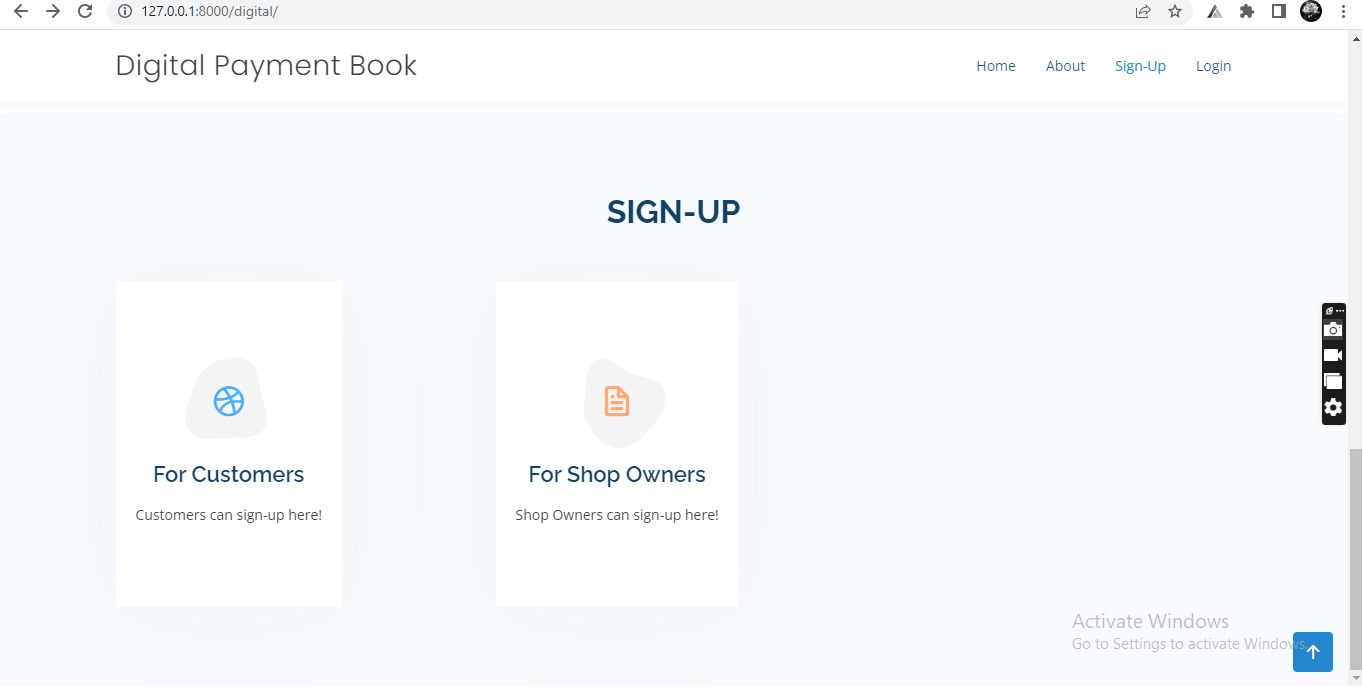 127.0.0.1:8000/digital/
Digital Payment Book
Home About Sign-Up Login
SIGN-UP
For Customers
Customers can sign-up here!
For Shop Owners
Shop Owners can sign-up here!
Activate Windows
Go to Settings to activate Windows.